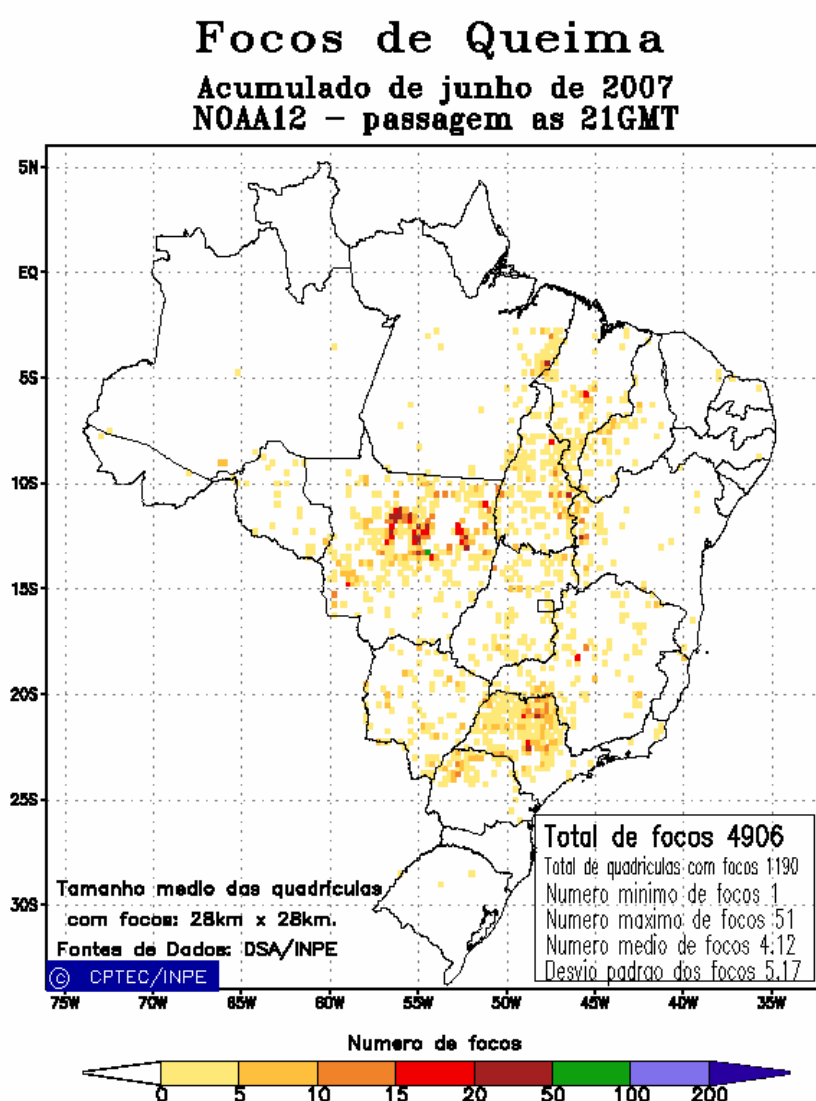 Focos de Queima
Acumulado de junho de 2007
NOAA12 – passagem as 21GMT
5N
EQ
5S
10S
15S
20S
25S
30S
75W 70W 65W 60W 55W 50W 45W 40W 35W
Total de focos 4906
Total de quadriculas com focos 1190
Numero minimo de focos 1
Numero maximo de focos 51
Numero medio de focos 4.12
Desvio padrao dos focos 5.17
Tamanho medio das quadriculas
com focos: 28km x 28km.
Fontes de Dados: DSA/INPE
© CPTEC/INPE
Numero de focos
0 5 10 15 20 50 100 200